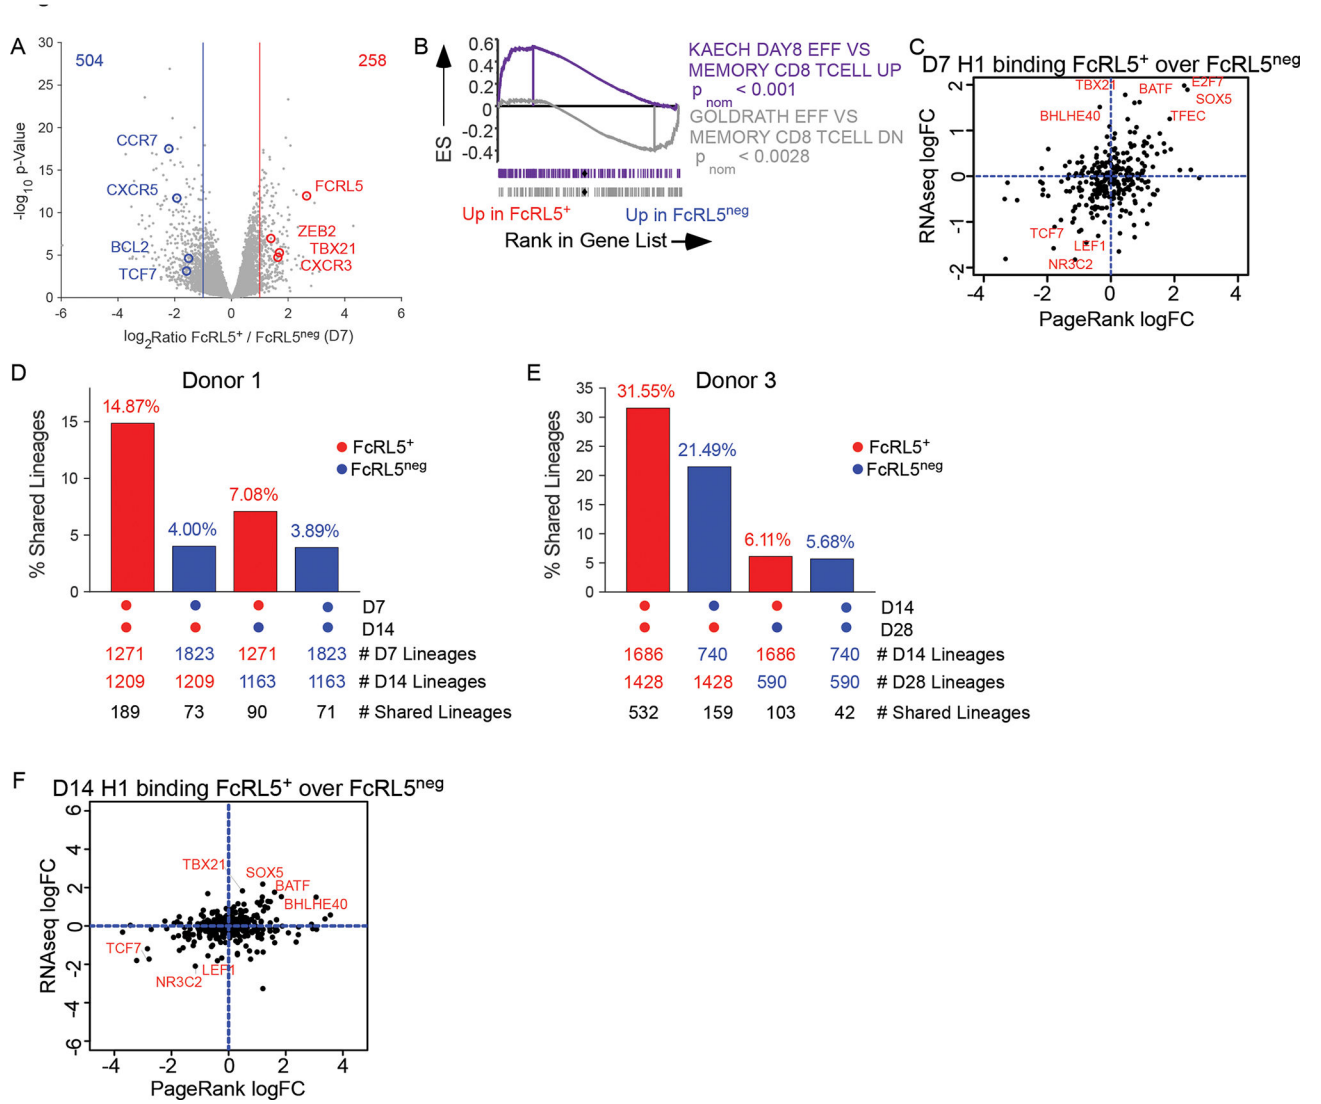 A
30
25
20
15
10
5
0
-log10 p-Value
504
258
CCR7
CXCR5
BCL2
TCF7
FCRL5
ZEB2
TBX21
CXCR3
-6
4
-2
0
2
4
6
log2Ratio FcRL5+ / FcRL5neg (D7)
B
0.6
0.4
0.2
0
-0.2
-0.4
ES
KAECH DAY8 EFF VS
MEMORY CD8 TCELL UP
pnom < 0.001
GOLDRATH EFF VS
MEMORY CD8 TCELL DN
pnom < 0.0028
Up in FcRL5+
Up in FcRL5neg
Rank in Gene List
C
D7 H1 binding FcRL5+ over FcRL5neg
2
1
0
-1
-2
RNAseq logFC
TBX21
BATF
E2F7
SOX5
BHLHE40
TFEC
TCF7
LEF1
NR3C2
-4
-2
0
2
4
PageRank logFC
D
Donor 1
15
10
5
0
% Shared Lineages
14.87%
4.00%
7.08%
3.89%
FcRL5+
FcRL5neg
D7
D14
1271 1823 1271 1823 # D7 Lineages
1209 1209 1163 1163 # D14 Lineages
189 73 90 71 # Shared Lineages
E
Donor 3
35
30
25
20
15
10
5
0
% Shared Lineages
31.55%
21.49%
6.11%
5.68%
FcRL5+
FcRL5neg
D14
D28
1686 740 1686 740 # D14 Lineages
1428 1428 590 590 # D28 Lineages
532 159 103 42 # Shared Lineages
F
D14 H1 binding FcRL5+ over FcRL5neg
6
4
2
0
-2
-4
-6
RNAseq logFC
TBX21
SOX5
BATF
BHLHE40
TCF7
LEF1
NR3C2
-4
-2
0
2
4
PageRank logFC